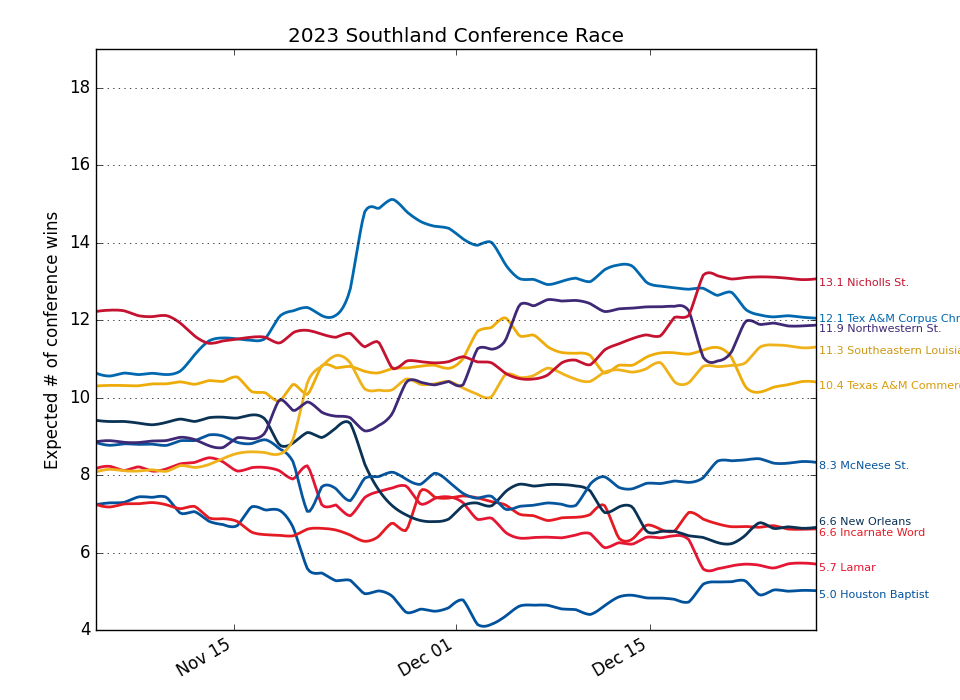 2023 Southland Conference Race
Expected # of conference wins
18
16
14
12
10
8
6
4
Nov 15
Dec 01
Dec 15
13.1 Nicholls St.
12.1 Tex A&M Corpus Chr
11.9 Northwestern St.
11.3 Southeastern Louisia
10.4 Texas A&M Commerc
8.3 McNeese St.
6.6 New Orleans
6.6 Incarnate Word
5.7 Lamar
5.0 Houston Baptist